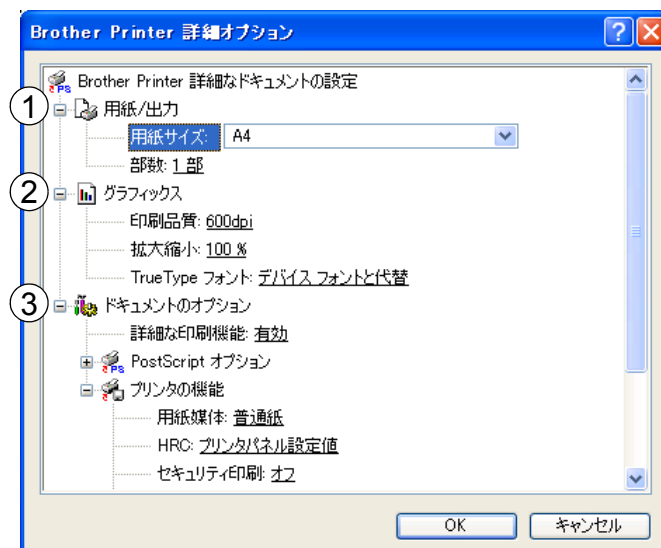 Brother Printer 詳細オプション
Brother Printer 詳細なドキュメントの設定
① 用紙/出力
用紙サイズ: A4
部数: 1 部
② グラフィックス
印刷品質: 600dpi
拡大縮小: 100 %
TrueType フォント: デバイス フォントと代替
③ ドキュメントのオプション
詳細な印刷機能: 有効
PostScript オプション
プリンタの機能
用紙媒体: 普通紙
HRC: プリンタパネル設定値
セキュリティ印刷: オフ
OK キャンセル